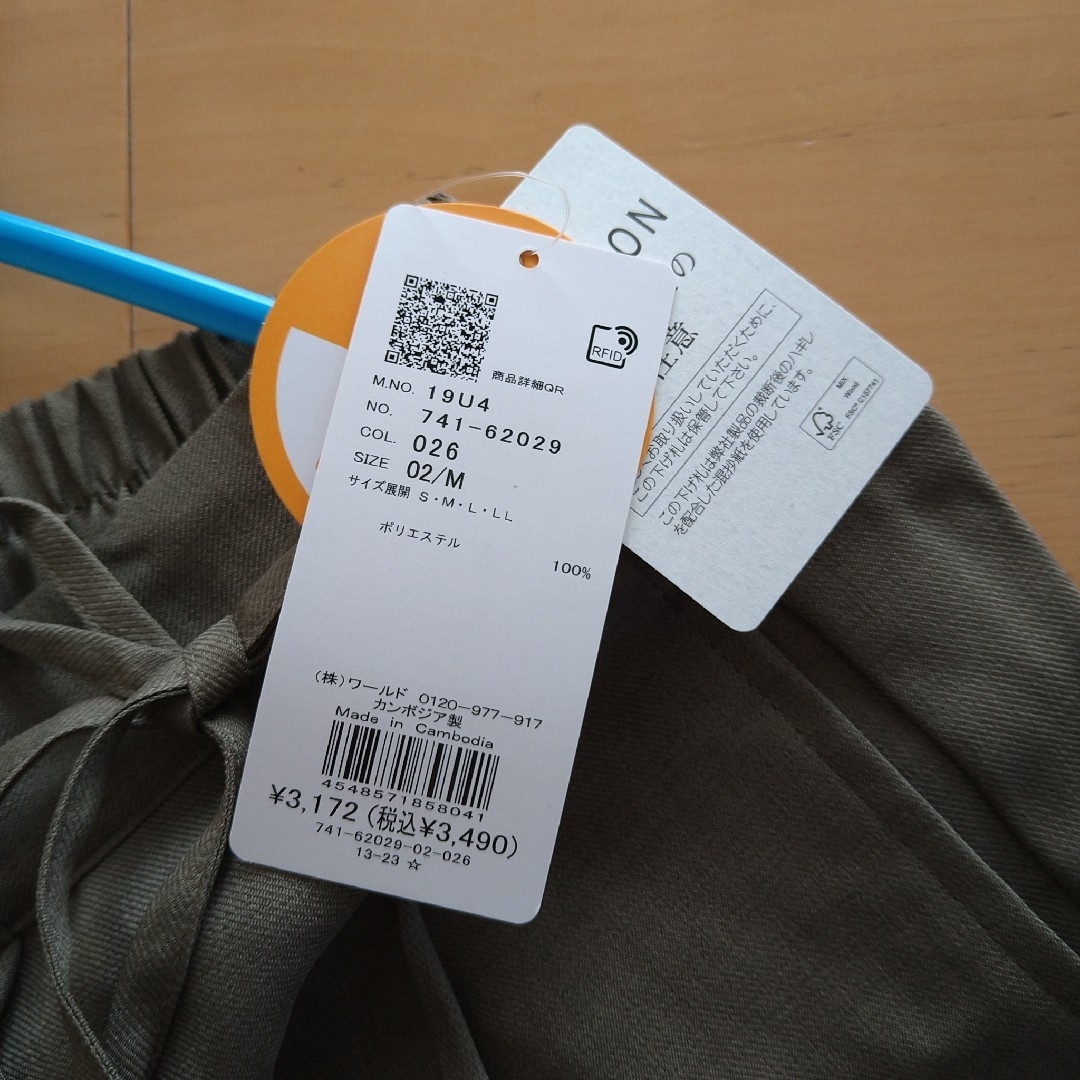 商品詳細QR
RFID
M.NO. 19U4
NO. 741-62029
COL. 026
SIZE 02/M
サイズ展開 S・M・L・LL
ポリエステル
100%
(株)ワールド 0120-977-917
カンボジア製
Made in Cambodia
4548571858041
¥3,172 (税込¥3,490)
741-62029-02-026
13-23 ☆
ON
の
注意
お取り扱いしていただくために、
この下げ札は保管して下さい。
この下げ札は弊社製品の裁断後のハギレ
を配合した混抄紙を使用しています。
FSC
MIX
Wood